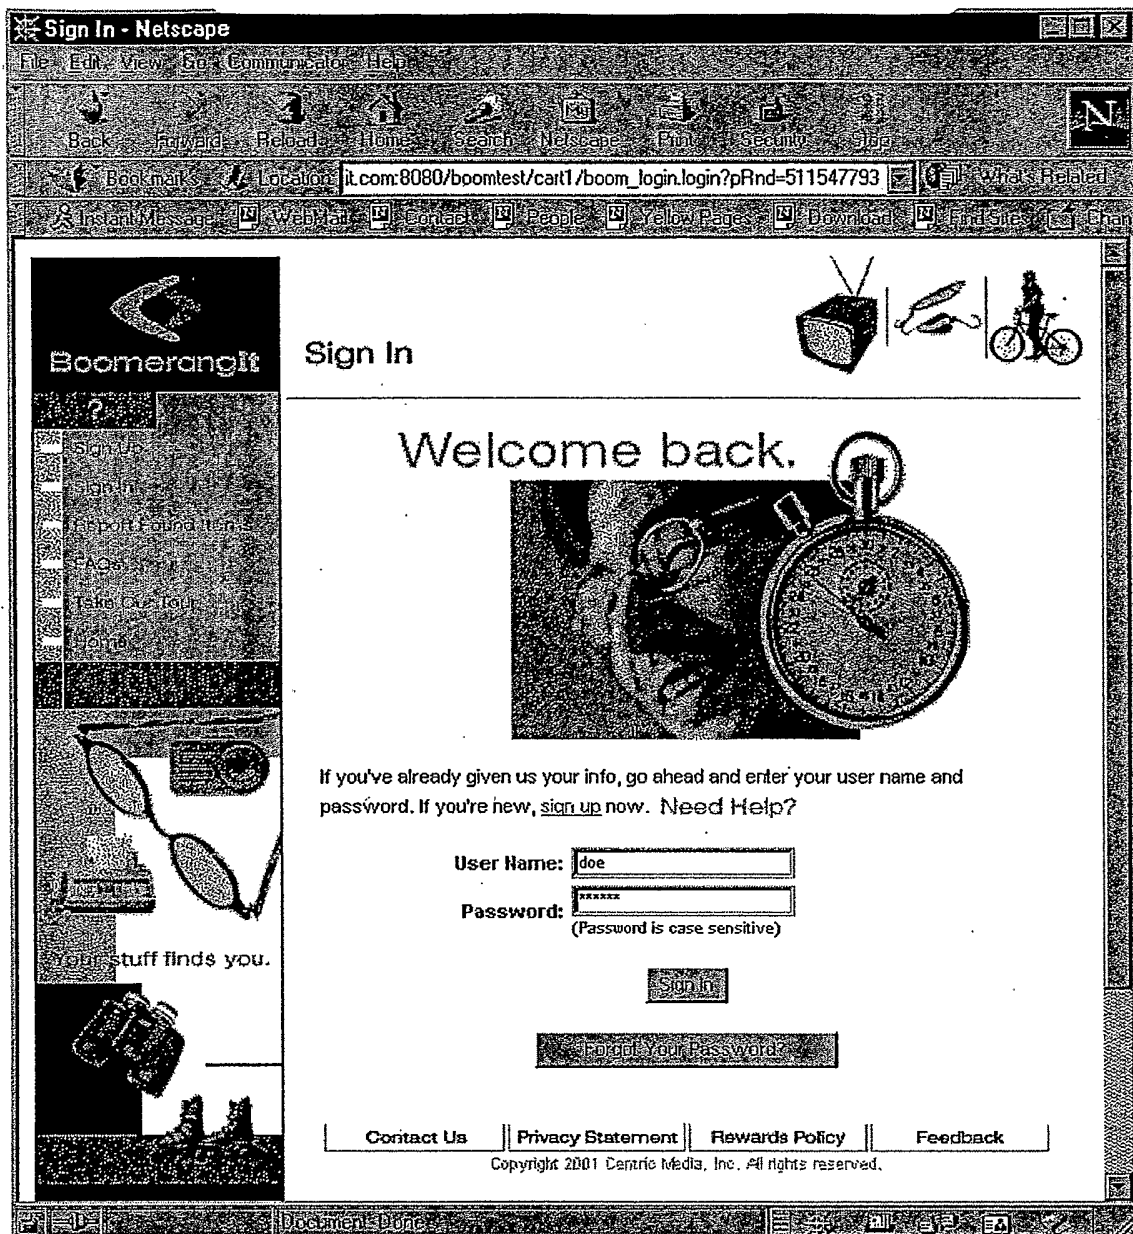 Sign In - Netscape
File Edit View Go Communicator Help
Back Forward Reload Home Search Netscape Print Security Stop
N
Bookmarks Location: it.com:8080/boomtest/cart1/boom_login.login?pRnd=511547793 What's Related
Instant Message WebMail Contact People Yellow Pages Download Find Sites Chan
BoomerangIt
Sign In
?
Sign Up
Sign In
Report Found Item
FAQs
Take Our Tour
Home
Welcome back.
If you've already given us your info, go ahead and enter your user name and
password. If you're new, sign up now. Need Help?
User Name: doe
Password: ******
(Password is case sensitive)
Your stuff finds you.
Sign In
Forgot Your Password?
Contact Us Privacy Statement Rewards Policy Feedback
Copyright 2001 Centric Media, Inc. All rights reserved.
Document: Done